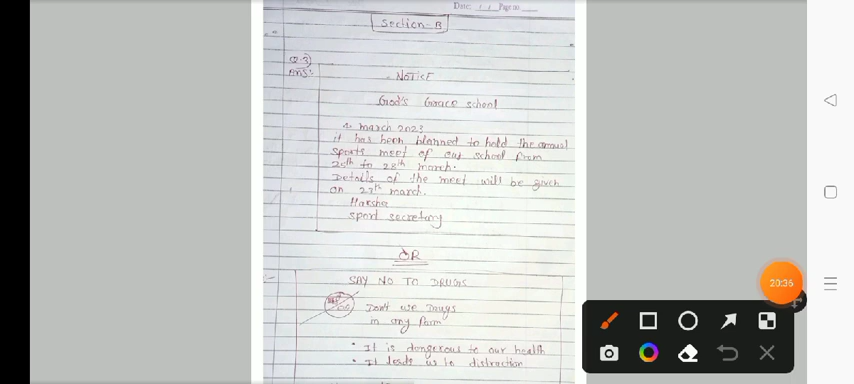 Date: / / Page no
Section-B
Q.3)
Ans:
NOTICE
God's Grace school
March 2023
it has been planned to hold the annual
sports meet of our school from
25th to 28th march.
Details of the meet will be given
on 27th march.
Harsha
sport secretary
OR
SAY NO TO DRUGS
Don't use Drugs
in any form
• It is dangerous to our health
• It leads us to distraction
20:36